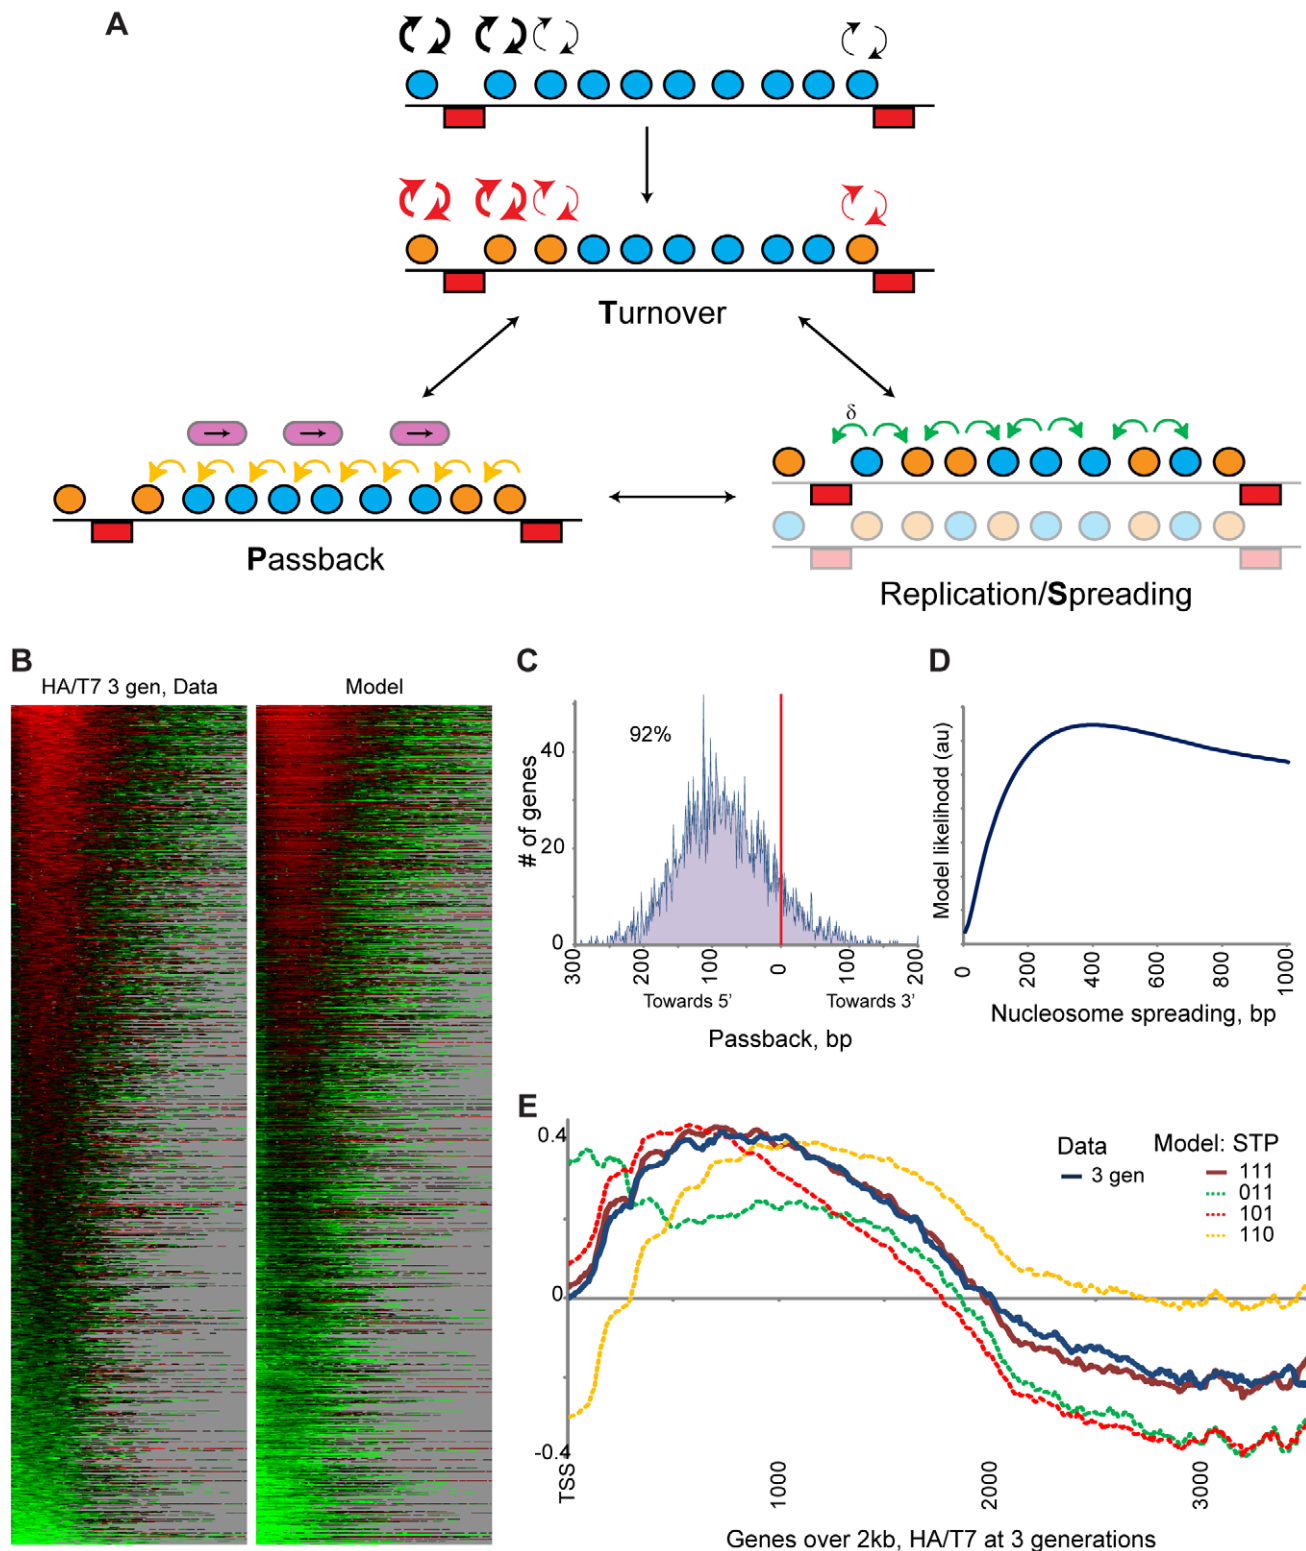 A
Turnover
δ
Passback
Replication/Spreading
B
HA/T7 3 gen, Data
Model
C
92%
# of genes
40
20
0
300
200
100
0
100
200
Towards 5'
Towards 3'
Passback, bp
D
Model likelihodd (au)
0
200
400
600
800
1000
Nucleosome spreading, bp
E
0.4
0
-0.4
Data
3 gen
Model: STP
111
011
101
110
TSS
1000
2000
3000
Genes over 2kb, HA/T7 at 3 generations